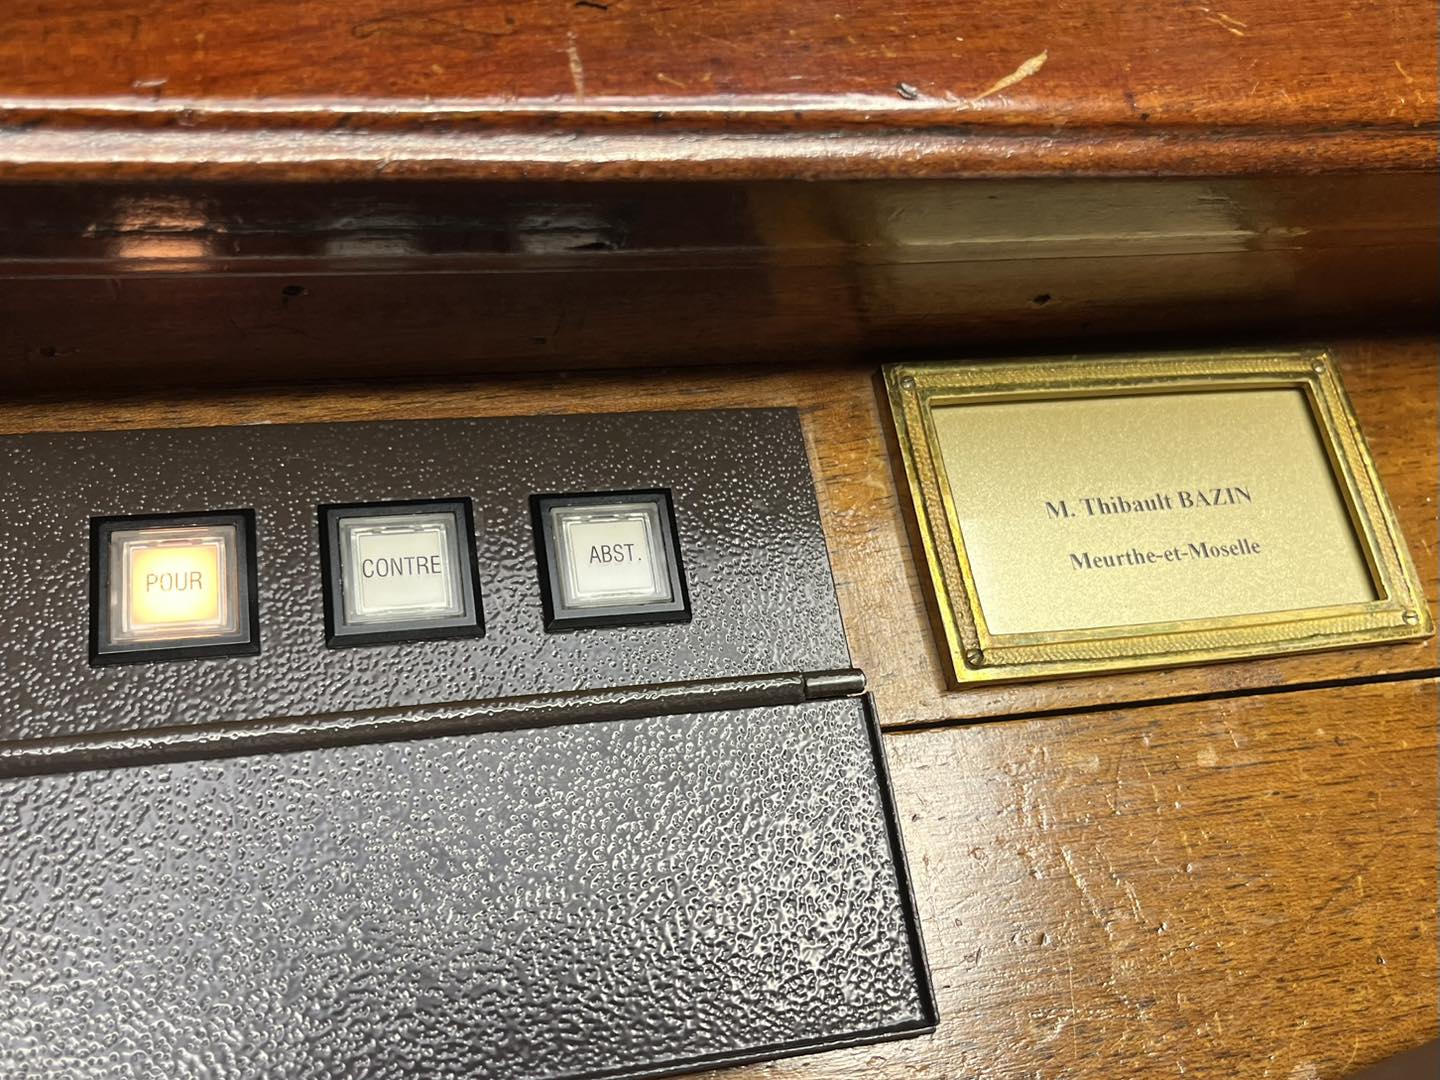 POUR
CONTRE
ABST.
M. Thibault BAZIN
Meurthe-et-Moselle